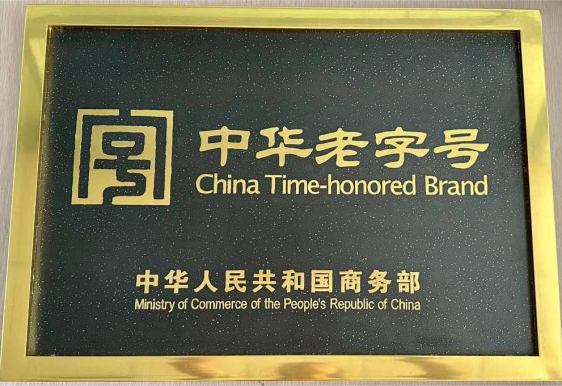 中华老字号
China Time-honored Brand
中华人民共和国商务部
Ministry of Commerce of the People's Republic of China